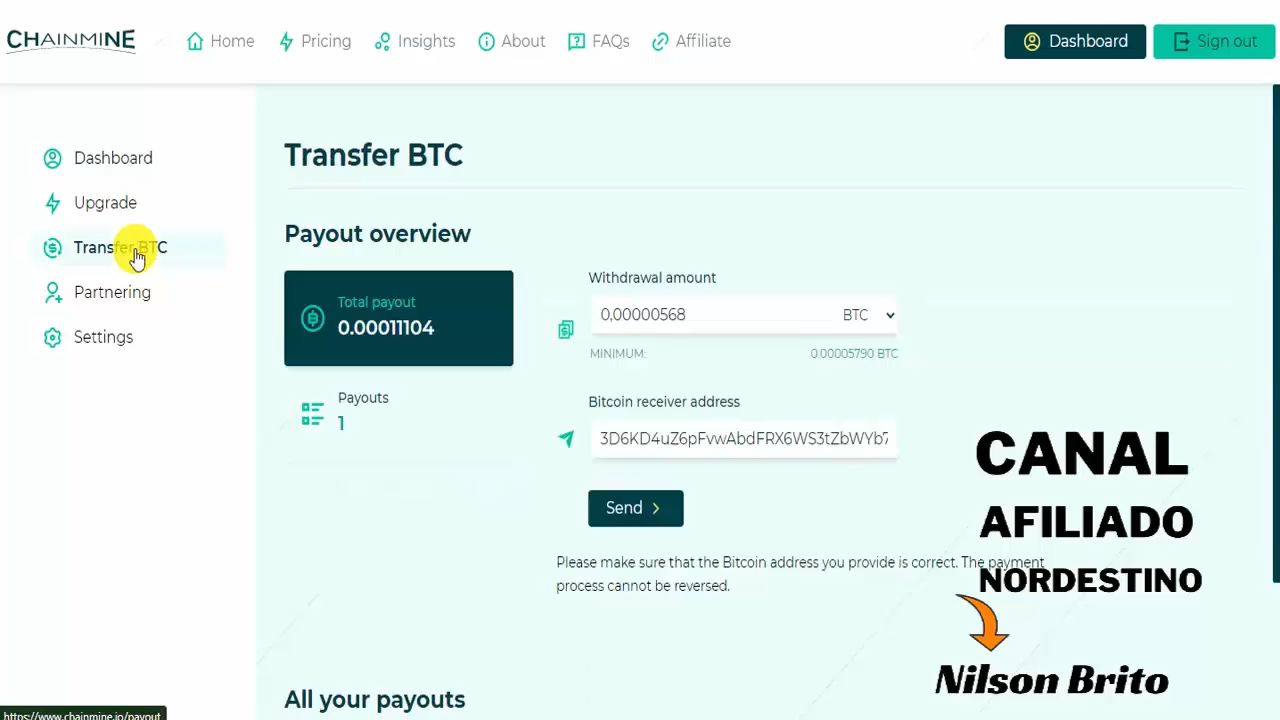 CHAINMINE
Home
Pricing
Insights
About
FAQs
Affiliate
Dashboard
Sign out
Dashboard
Upgrade
Transfer BTC
Partnering
Settings
Transfer BTC
Payout overview
Total payout
0.00011104
Payouts
1
Withdrawal amount
0,00000568 BTC
MINIMUM: 0.00005790 BTC
Bitcoin receiver address
3D6KD4uZ6pFvwAbdFRX6WS3tZbWYb7
Send
Please make sure that the Bitcoin address you provide is correct. The payment
process cannot be reversed.
CANAL
AFILIADO
NORDESTINO
Nilson Brito
All your payouts
https://www.chainmine.io/payout